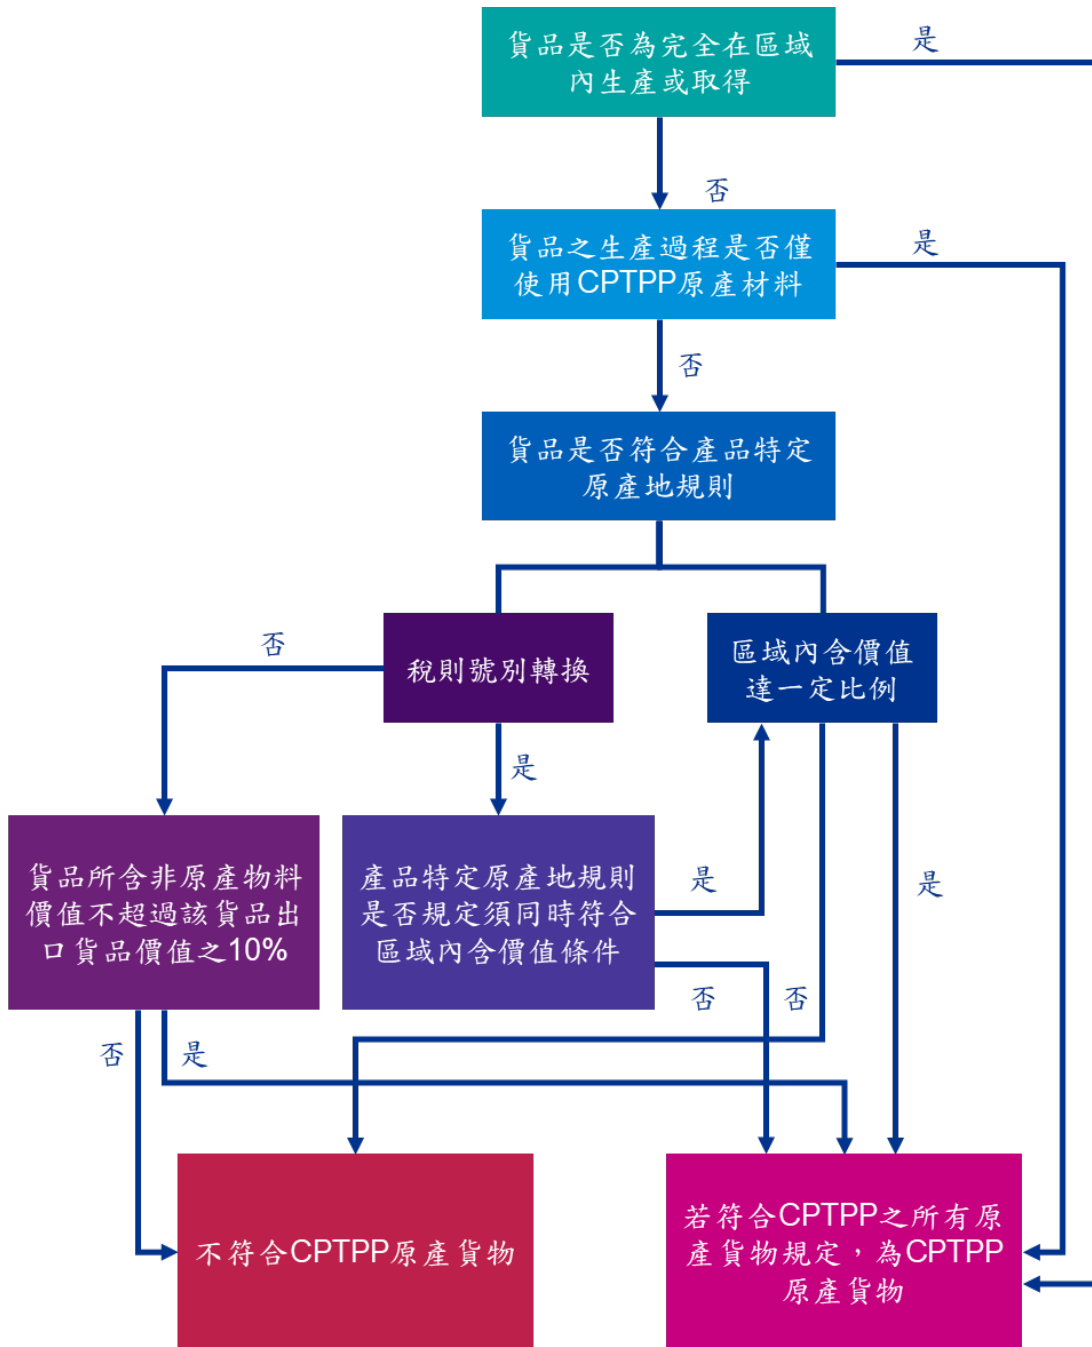 貨品是否為完全在區域
內生產或取得
是
否
貨品之生產過程是否僅
使用CPTPP原產材料
是
否
貨品是否符合產品特定
原產地規則
否
稅則號別轉換
區域內含價值
達一定比例
是
貨品所含非原產物料
價值不超過該貨品出
口貨品價值之10%
產品特定原產地規則
是否規定須同時符合
區域內含價值條件
是
是
否
否
否
是
不符合CPTPP原產貨物
若符合CPTPP之所有原
產貨物規定，為CPTPP
原產貨物